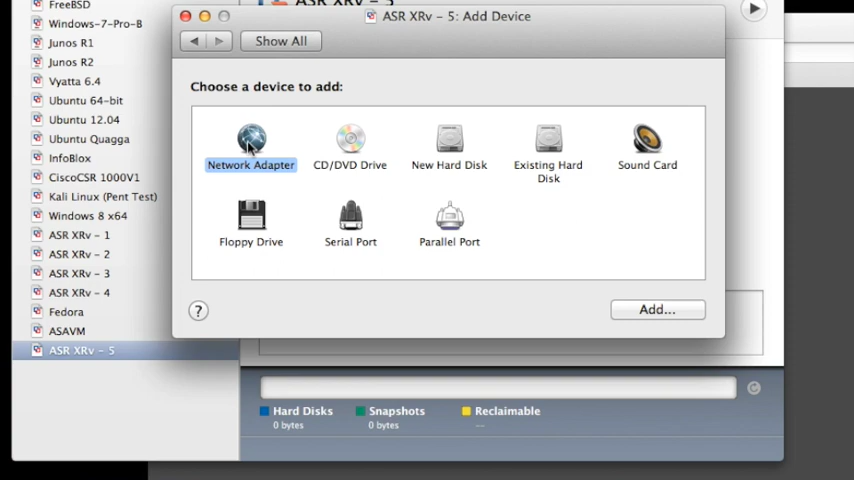 FreeBSD
Windows-7-Pro-B
Junos R1
Junos R2
Vyatta 6.4
Ubuntu 64-bit
Ubuntu 12.04
Ubuntu Quagga
InfoBlox
CiscoCSR 1000V1
Kali Linux (Pent Test)
Windows 8 x64
ASR XRv - 1
ASR XRv - 2
ASR XRv - 3
ASR XRv - 4
Fedora
ASAVM
ASR XRv - 5
ASR XRv - 5
ASR XRv - 5: Add Device
Show All
Choose a device to add:
Network Adapter
CD/DVD Drive
New Hard Disk
Existing Hard
Disk
Sound Card
Floppy Drive
Serial Port
Parallel Port
?
Add...
Hard Disks
0 bytes
Snapshots
0 bytes
Reclaimable
---